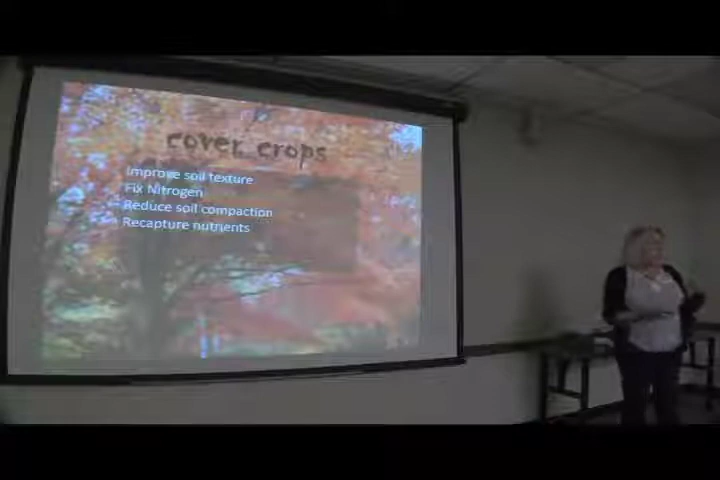 cover crops
Improve soil texture
Fix Nitrogen
Reduce soil compaction
Recapture nutrients